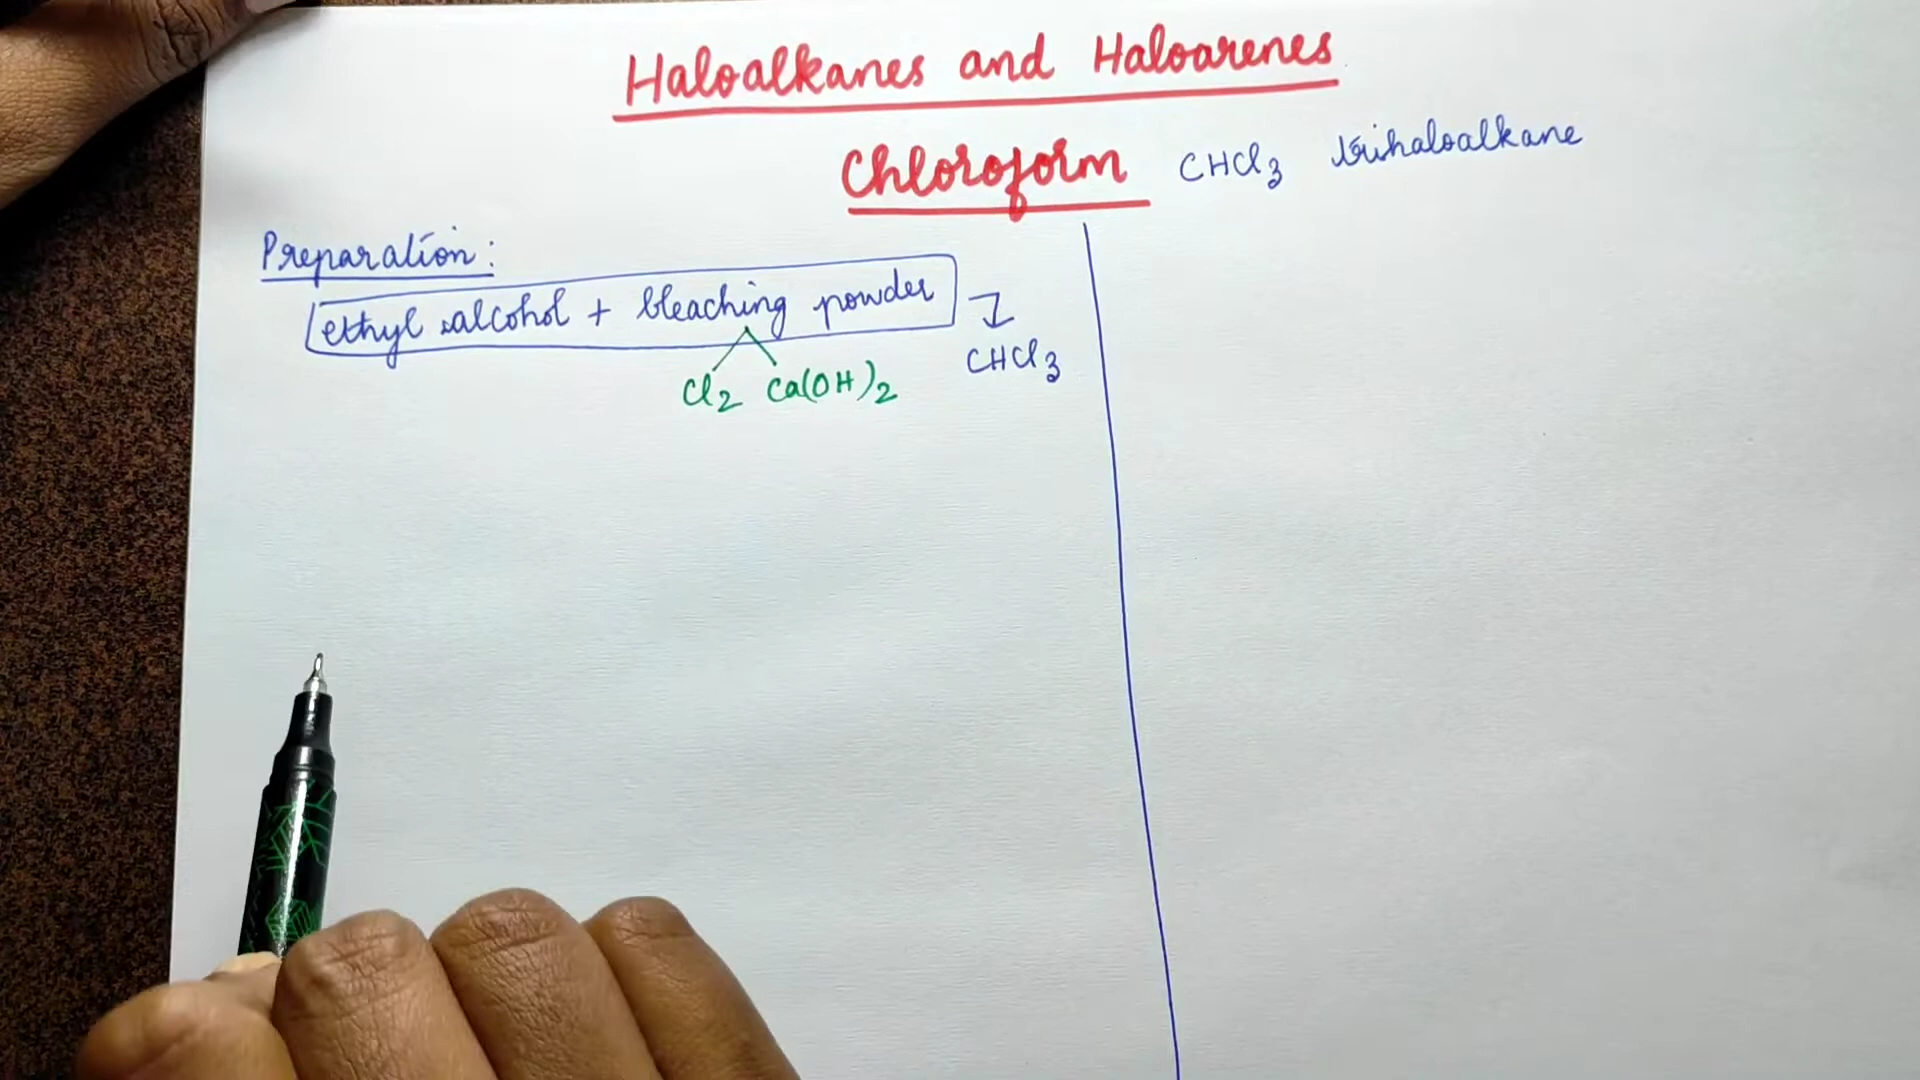 Haloalkanes and Haloarenes
Chloroform CHCl3 trihaloalkane
Preparation:
ethyl alcohol + bleaching powder
CHCl3
Cl2 Ca(OH)2